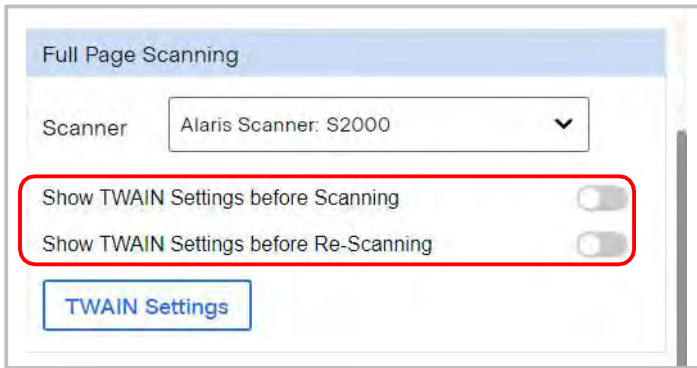 Full Page Scanning
Scanner Alaris Scanner: S2000
Show TWAIN Settings before Scanning
Show TWAIN Settings before Re-Scanning
TWAIN Settings